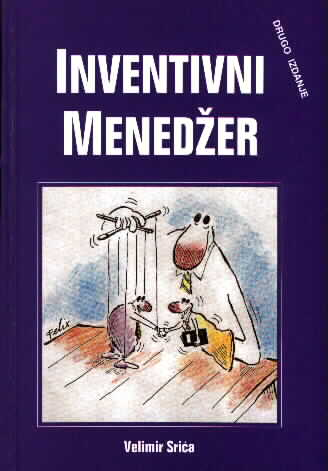 DRUGO IZDANJE
INVENTIVNI
MENEDŽER
Felix
Velimir Srića